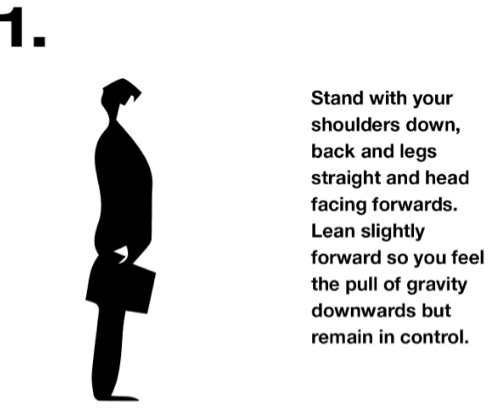 1.
Stand with your
shoulders down,
back and legs
straight and head
facing forwards.
Lean slightly
forward so you feel
the pull of gravity
downwards but
remain in control.